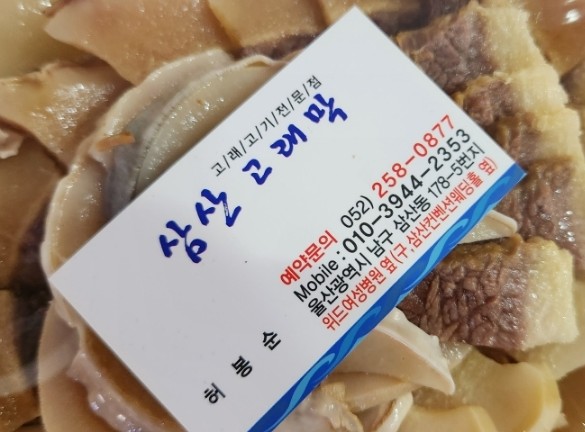 고/래/고/기/전/문/점
삼산 고래막
예약문의 052) 258-0877
Mobile : 010-3944-2353
울산광역시 남구 삼산동 178-5번지
위드여성병원 옆 (구,삼산컨벤션웨딩홀 옆)
허 봉 순